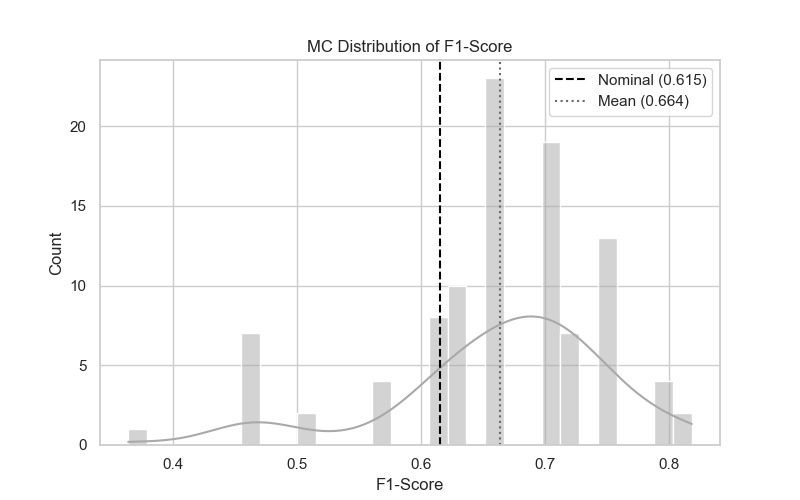 MC Distribution of F1-Score
Nominal (0.615)
Mean (0.664)
Count
20
15
10
5
0
0.4 0.5 0.6 0.7 0.8
F1-Score